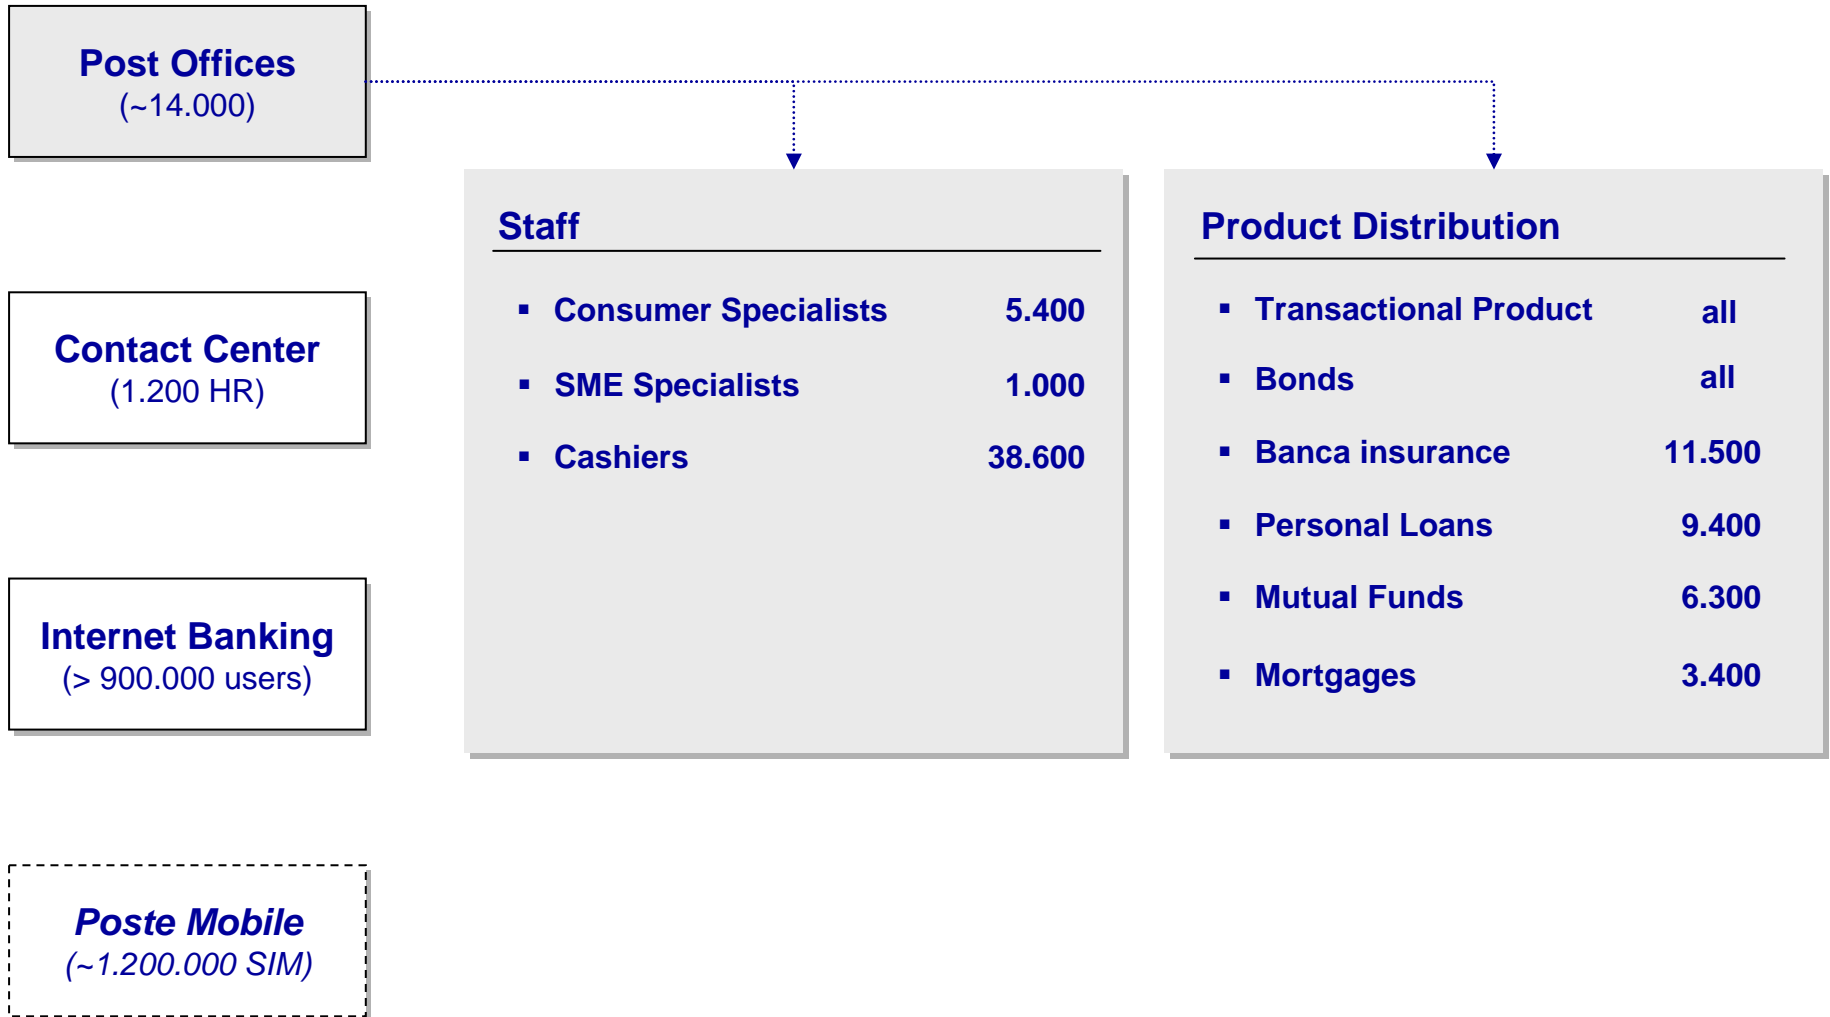 Post Offices
(~14.000)
Contact Center
(1.200 HR)
Internet Banking
(> 900.000 users)
Poste Mobile
(~1.200.000 SIM)
Staff
▪ Consumer Specialists 5.400
▪ SME Specialists 1.000
▪ Cashiers 38.600
Product Distribution
▪ Transactional Product all
▪ Bonds all
▪ Banca insurance 11.500
▪ Personal Loans 9.400
▪ Mutual Funds 6.300
▪ Mortgages 3.400